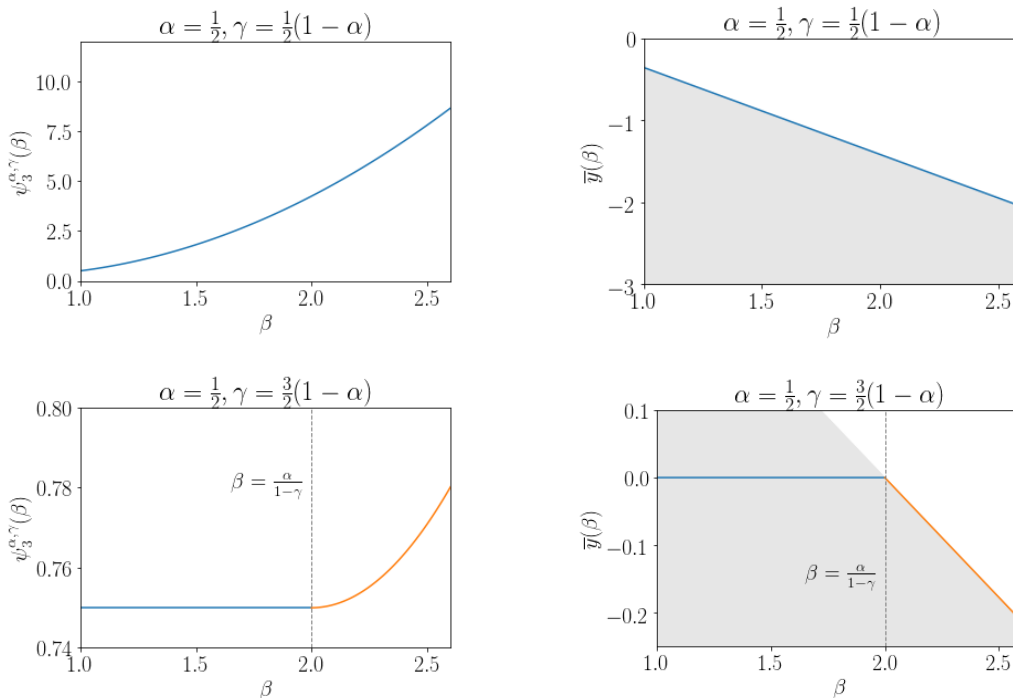 α = 1/2, γ = 1/2(1 − α)
ψ₃^{α,γ}(β)
10.0
7.5
5.0
2.5
0.0
1.0 1.5 2.0 2.5
β
α = 1/2, γ = 1/2(1 − α)
y̅(β)
0
−1
−2
−3
1.0 1.5 2.0 2.5
β
α = 1/2, γ = 3/2(1 − α)
ψ₃^{α,γ}(β)
0.80
0.78
0.76
0.74
β = α/(1−γ)
1.0 1.5 2.0 2.5
β
α = 1/2, γ = 3/2(1 − α)
y̅(β)
0.1
0.0
−0.1
−0.2
β = α/(1−γ)
1.0 1.5 2.0 2.5
β